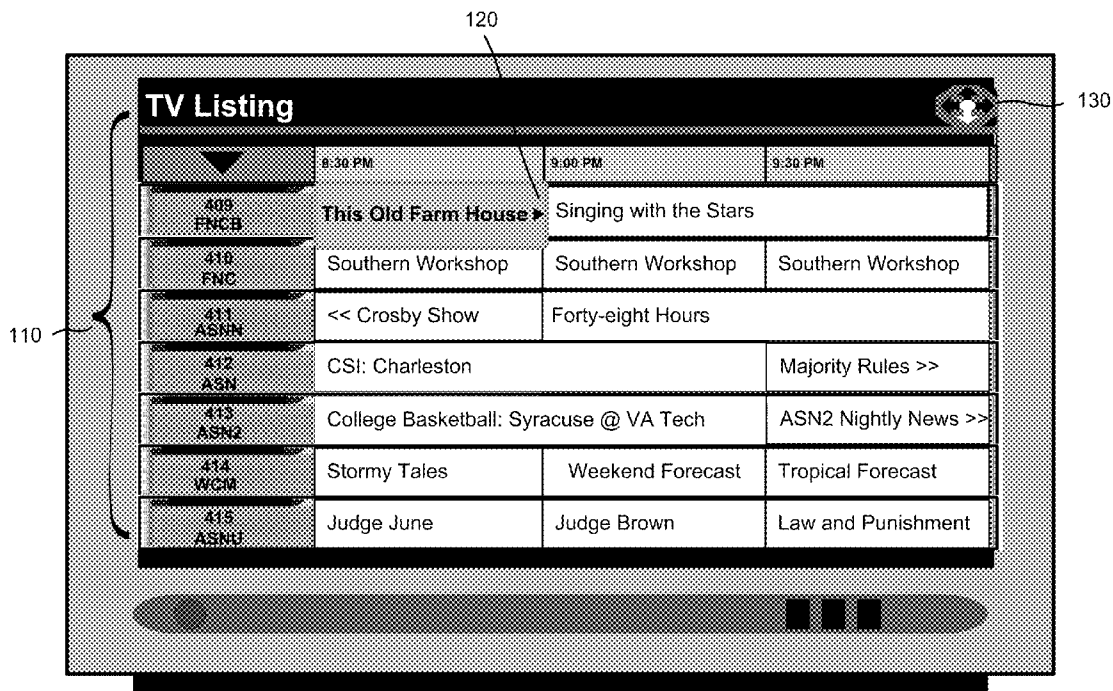 120
130
110
TV Listing
8:30 PM 9:00 PM 9:30 PM
409 FNCB This Old Farm House Singing with the Stars
410 FNC Southern Workshop Southern Workshop Southern Workshop
411 ASNN << Crosby Show Forty-eight Hours
412 ASN CSI: Charleston Majority Rules >>
413 ASN2 College Basketball: Syracuse @ VA Tech ASN2 Nightly News >>
414 WCM Stormy Tales Weekend Forecast Tropical Forecast
415 ASNU Judge June Judge Brown Law and Punishment